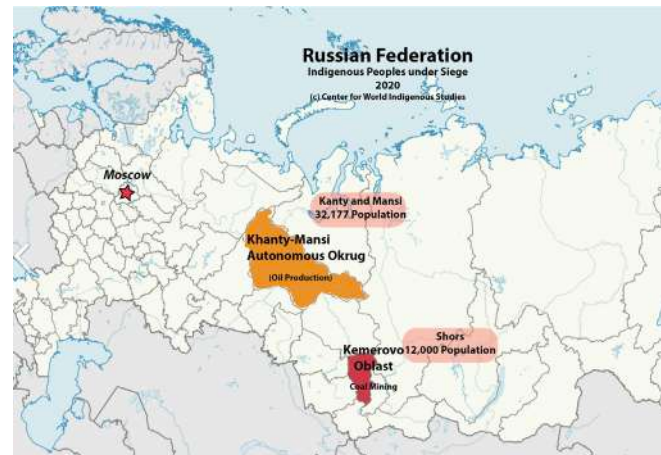 Russian Federation
Indigenous Peoples under Siege
2020
(c) Center for World Indigenous Studies
Moscow
Kanty and Mansi
32,177 Population
Khanty-Mansi
Autonomous Okrug
(Oil Production)
Shors
12,000 Population
Kemerovo
Oblast
Coal Mining